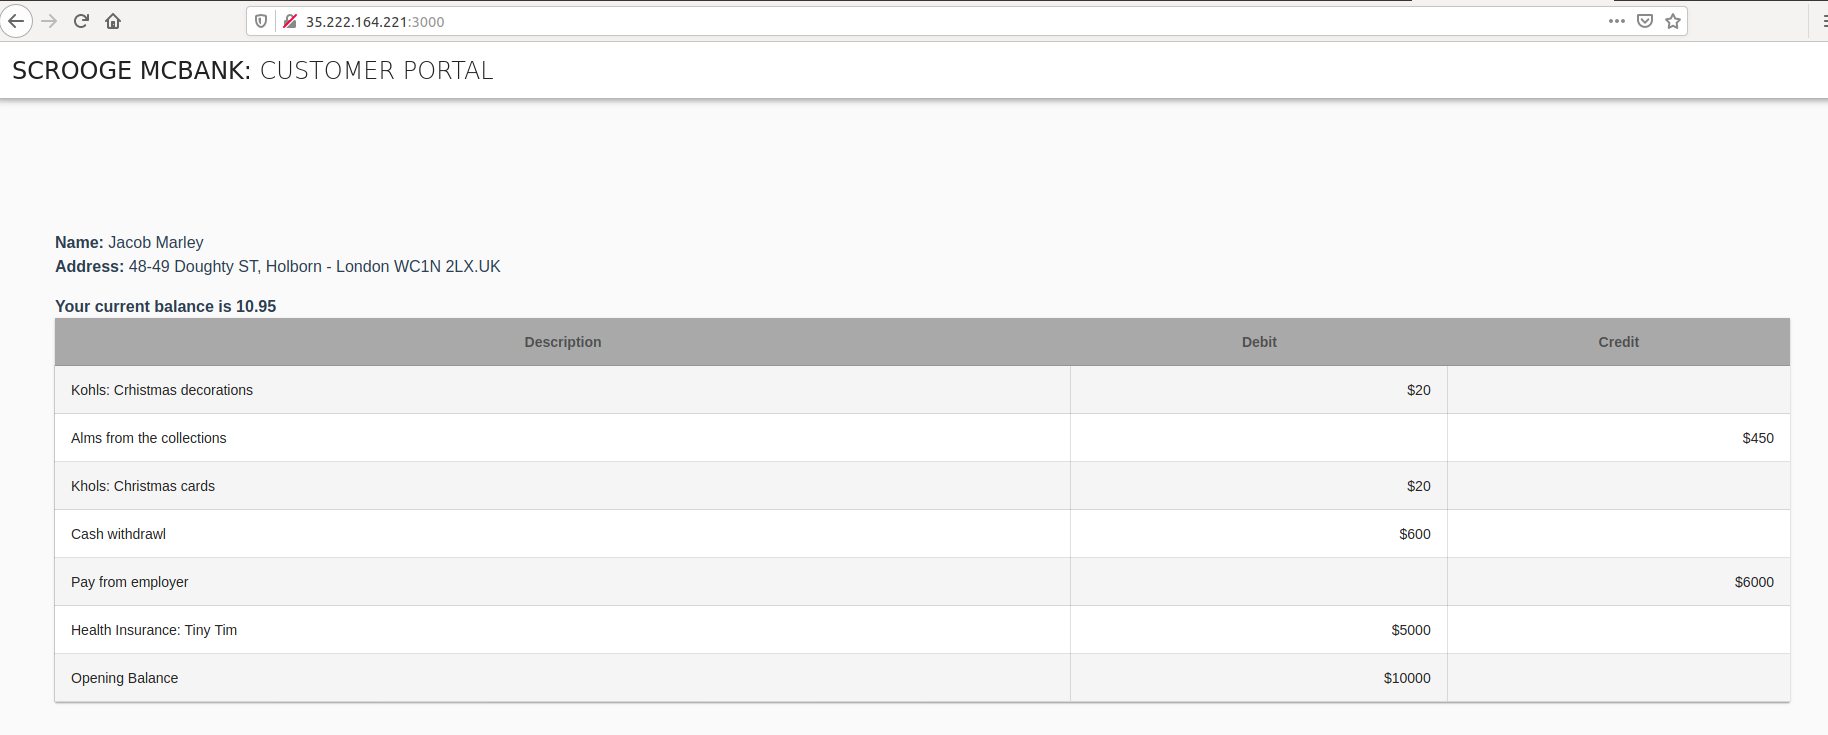 35.222.164.221:3000
SCROOGE MCBANK: CUSTOMER PORTAL
Name: Jacob Marley
Address: 48-49 Doughty ST, Holborn - London WC1N 2LX.UK
Your current balance is 10.95
Description Debit Credit
Kohls: Crhistmas decorations $20
Alms from the collections $450
Khols: Christmas cards $20
Cash withdrawl $600
Pay from employer $6000
Health Insurance: Tiny Tim $5000
Opening Balance $10000